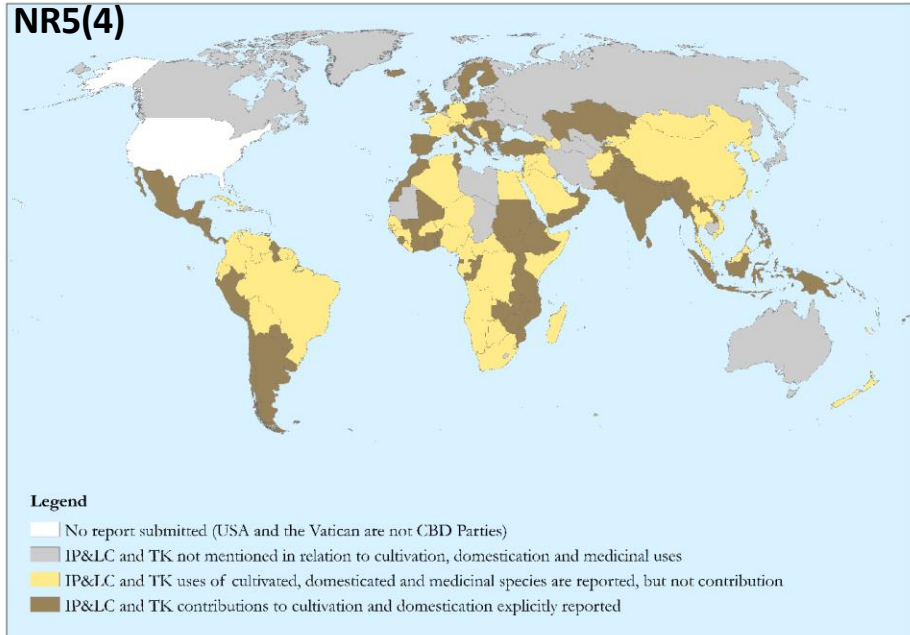 NR5(4)
Legend
No report submitted (USA and the Vatican are not CBD Parties)
IP&LC and TK not mentioned in relation to cultivation, domestication and medicinal uses
IP&LC and TK uses of cultivated, domesticated and medicinal species are reported, but not contribution
IP&LC and TK contributions to cultivation and domestication explicitly reported